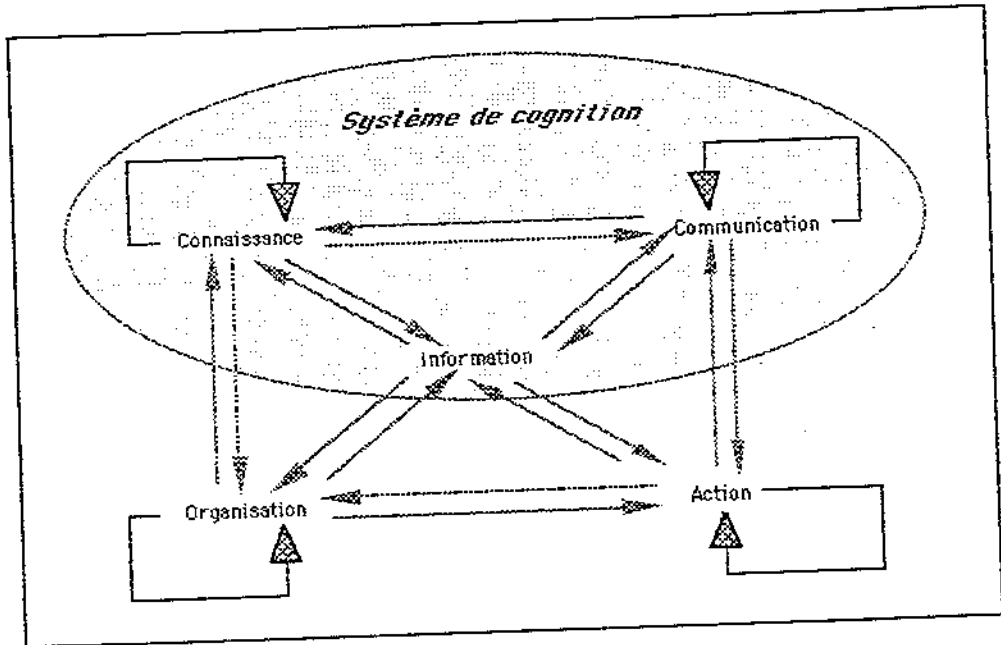 Système de cognition
Connaissance
Communication
Information
Organisation
Action